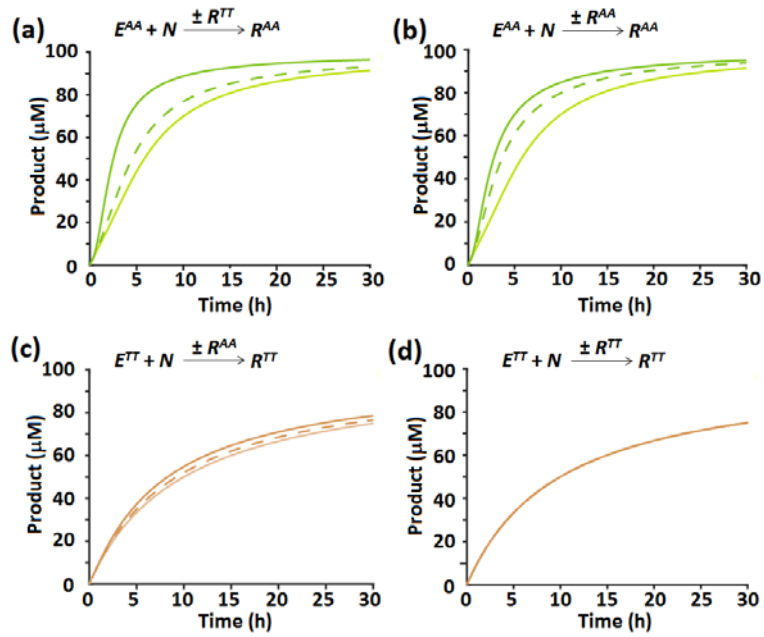 (a)
± R^TT
E^AA + N → R^AA
100
80
60
40
20
0
Product (µM)
0 5 10 15 20 25 30
Time (h)
(b)
± R^AA
E^AA + N → R^AA
100
80
60
40
20
0
Product (µM)
0 5 10 15 20 25 30
Time (h)
(c)
± R^AA
E^TT + N → R^TT
100
80
60
40
20
0
Product (µM)
0 5 10 15 20 25 30
Time (h)
(d)
± R^TT
E^TT + N → R^TT
100
80
60
40
20
0
Product (µM)
0 5 10 15 20 25 30
Time (h)